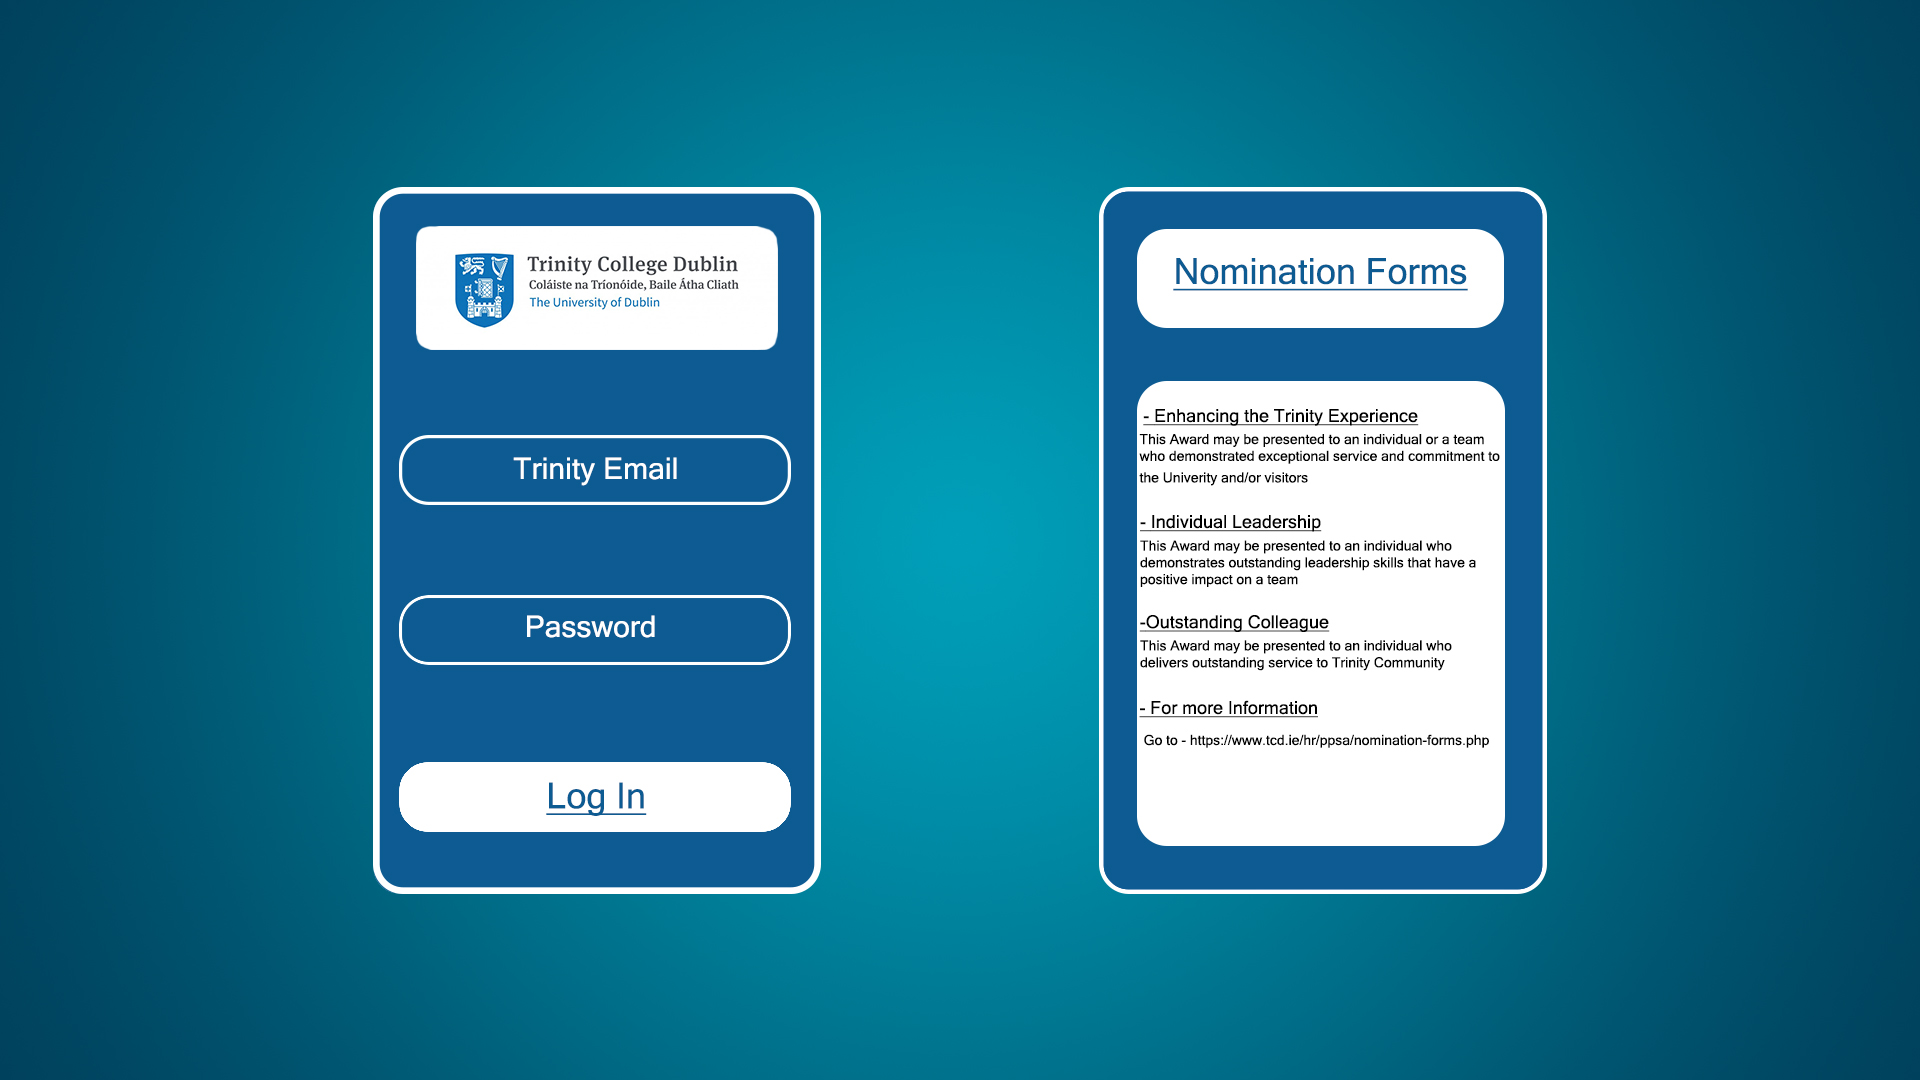 Trinity College Dublin
Coláiste na Tríonóide, Baile Átha Cliath
The University of Dublin
Trinity Email
Password
Log In
Nomination Forms
- Enhancing the Trinity Experience
This Award may be presented to an individual or a team
who demonstrated exceptional service and commitment to
the Univerity and/or visitors
- Individual Leadership
This Award may be presented to an individual who
demonstrates outstanding leadership skills that have a
positive impact on a team
-Outstanding Colleague
This Award may be presented to an individual who
delivers outstanding service to Trinity Community
- For more Information
Go to - https://www.tcd.ie/hr/ppsa/nomination-forms.php